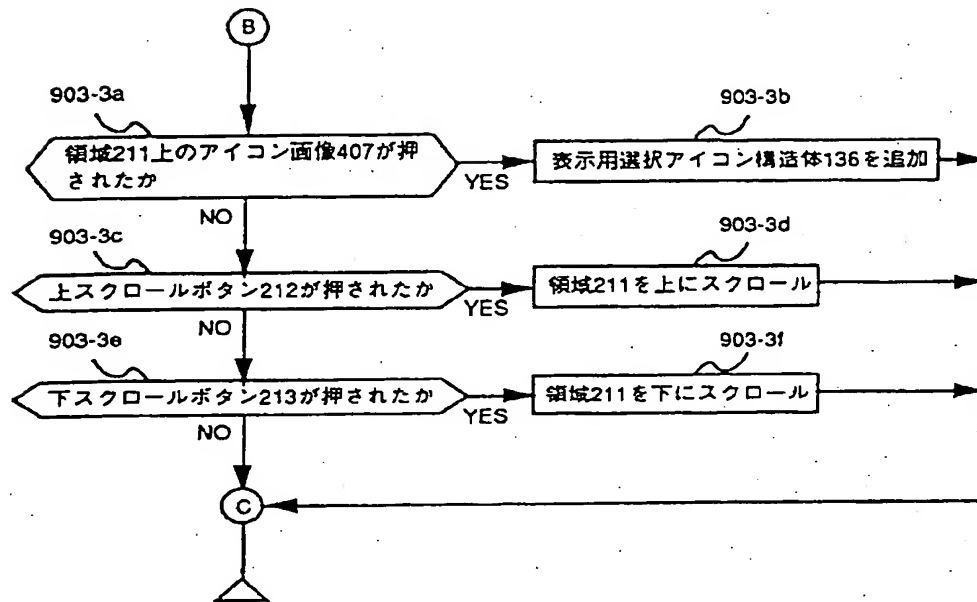 B
903-3a
903-3b
領域211上のアイコン画像407が押
されたか
YES
表示用選択アイコン構造体136を追加
NO
903-3c
903-3d
上スクロールボタン212が押されたか
YES
領域211を上にスクロール
NO
903-3e
903-3f
下スクロールボタン213が押されたか
YES
領域211を下にスクロール
NO
C